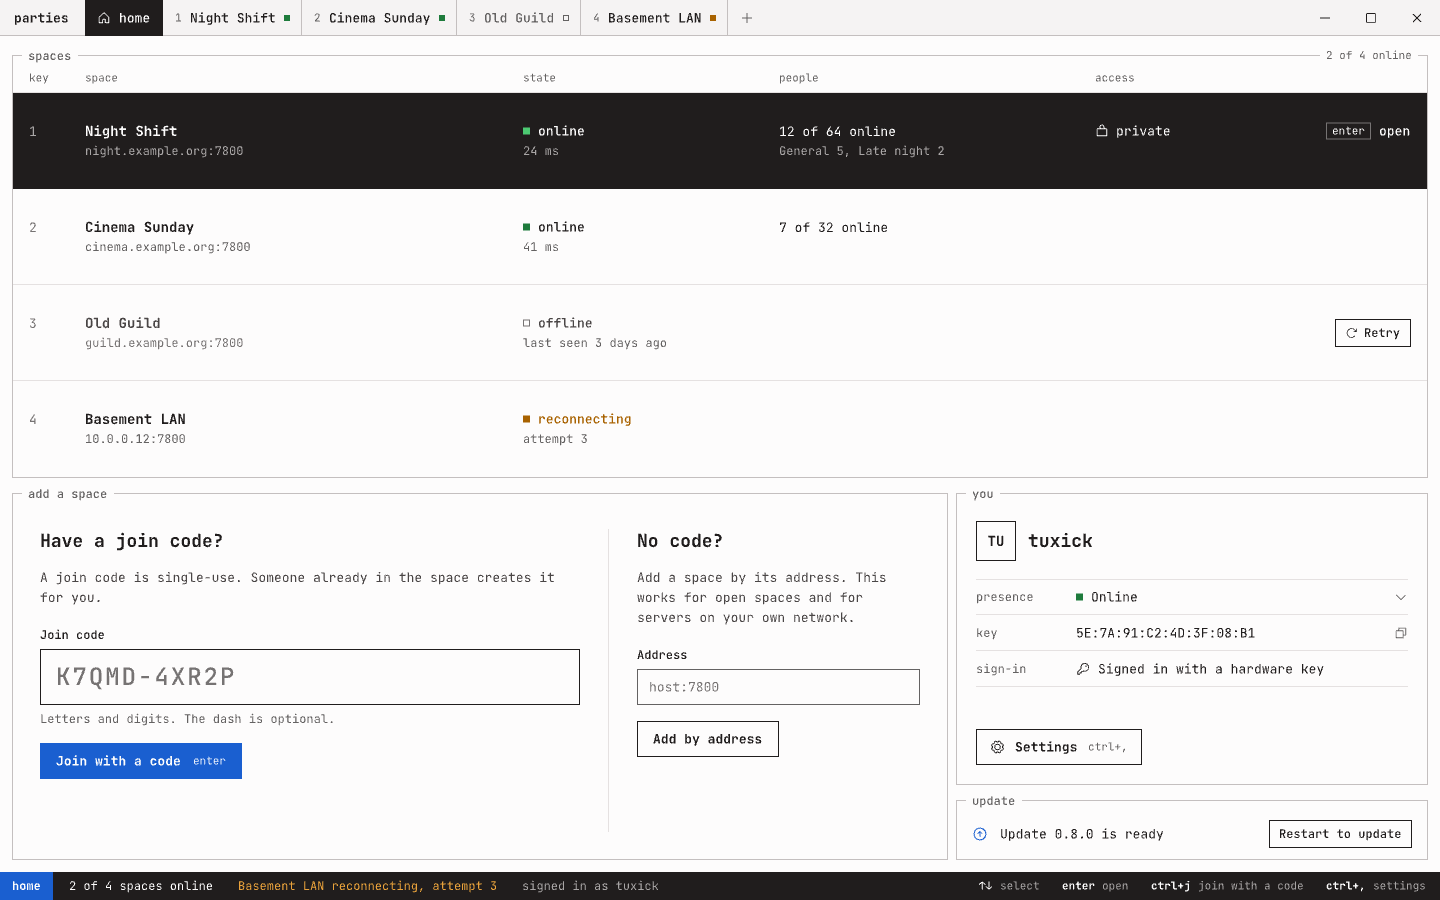 parties home 1 Night Shift 2 Cinema Sunday 3 Old Guild 4 Basement LAN
spaces 2 of 4 online
key space state people access
1 Night Shift online 12 of 64 online private enter open
night.example.org:7800 24 ms General 5, Late night 2
2 Cinema Sunday online 7 of 32 online
cinema.example.org:7800 41 ms
3 Old Guild offline
guild.example.org:7800 last seen 3 days ago
Retry
4 Basement LAN reconnecting
10.0.0.12:7800 attempt 3
add a space
Have a join code?
A join code is single-use. Someone already in the space creates it
for you.
Join code
K7QMD-4XR2P
Letters and digits. The dash is optional.
Join with a code enter
No code?
Add a space by its address. This
works for open spaces and for
servers on your own network.
Address
host:7800
Add by address
you
TU tuxick
presence Online
key 5E:7A:91:C2:4D:3F:08:B1
sign-in Signed in with a hardware key
Settings ctrl+,
update
Update 0.8.0 is ready Restart to update
home 2 of 4 spaces online Basement LAN reconnecting, attempt 3 signed in as tuxick ↑↓ select enter open ctrl+j join with a code ctrl+, settings